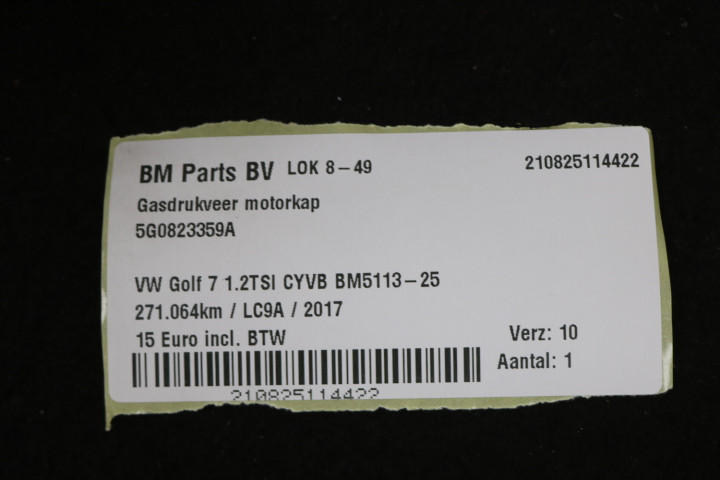 BM Parts BV LOK 8-49 210825114422
Gasdrukveer motorkap
5G0823359A
VW Golf 7 1.2TSI CYVB BM5113-25
271.064km / LC9A / 2017
15 Euro incl. BTW
Verz: 10
Aantal: 1
210825114422